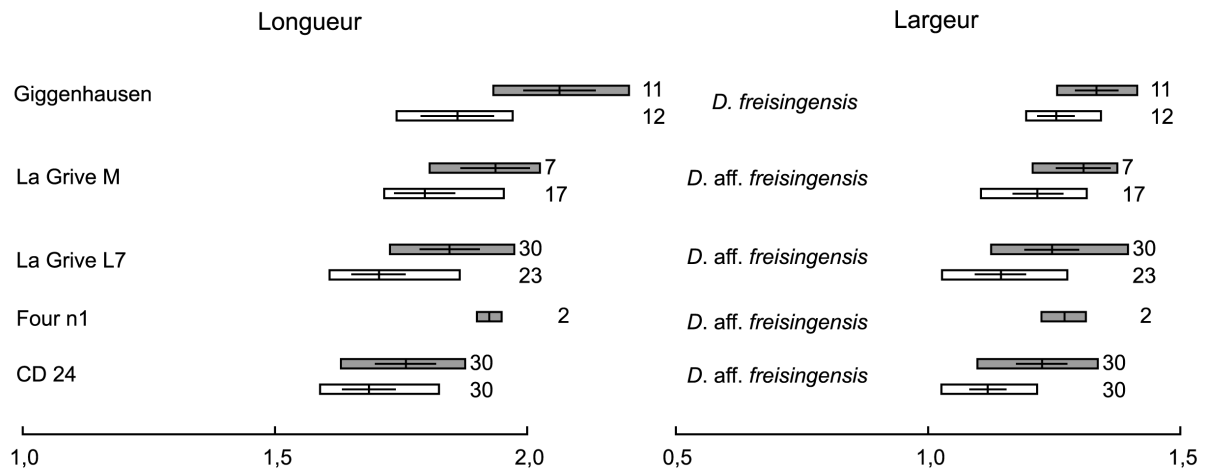 Longueur Largeur
Giggenhausen 11 D. freisingensis 11
12 12
La Grive M 7 D. aff. freisingensis 7
17 17
La Grive L7 30 D. aff. freisingensis 30
23 23
Four n1 2 D. aff. freisingensis 2
CD 24 30 D. aff. freisingensis 30
30 30
1,0 1,5 2,0 0,5 1,0 1,5